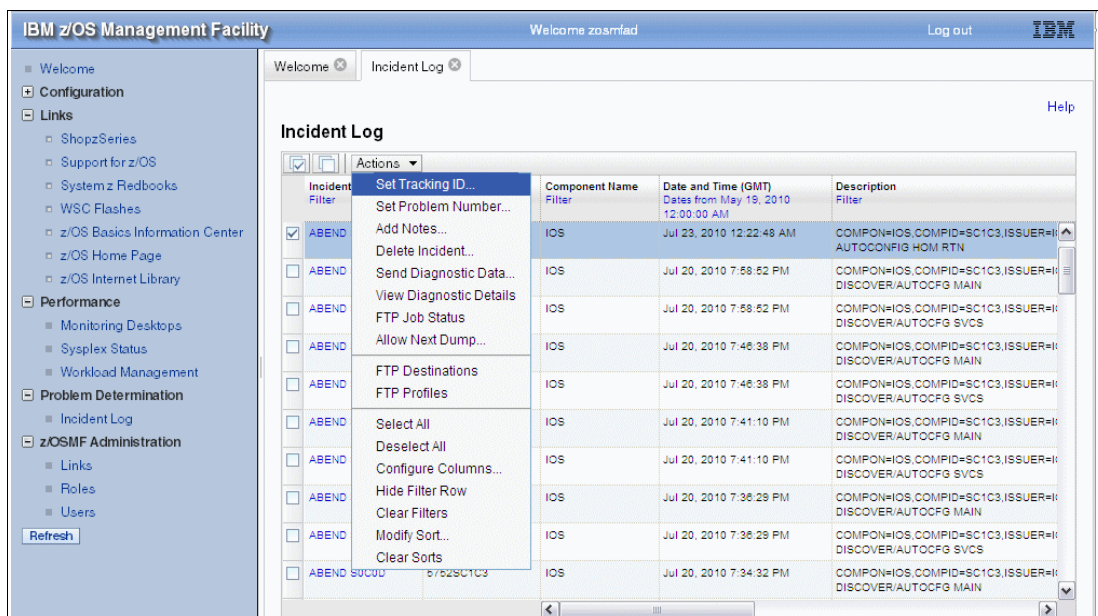 IBM z/OS Management Facility
Welcome zosmfad
Log out
IBM
Welcome
Configuration
Links
ShopzSeries
Support for z/OS
System z Redbooks
WSC Flashes
z/OS Basics Information Center
z/OS Home Page
z/OS Internet Library
Performance
Monitoring Desktops
Sysplex Status
Workload Management
Problem Determination
Incident Log
z/OSMF Administration
Links
Roles
Users
Refresh
Welcome
Incident Log
Help
Incident Log
Actions
Set Tracking ID...
Set Problem Number...
Add Notes...
Delete Incident...
Send Diagnostic Data...
View Diagnostic Details
FTP Job Status
Allow Next Dump...
FTP Destinations
FTP Profiles
Select All
Deselect All
Configure Columns...
Hide Filter Row
Clear Filters
Modify Sort...
Clear Sorts
Incident
Filter
Component Name
Filter
Date and Time (GMT)
Dates from May 19, 2010
12:00:00 AM
Description
Filter
ABEND IOS Jul 23, 2010 12:22:48 AM COMPON=IOS,COMPID=SC1C3,ISSUER=I
AUTOCONFIG HOM RTN
ABEND IOS Jul 20, 2010 7:58:52 PM COMPON=IOS,COMPID=SC1C3,ISSUER=I
DISCOVER/AUTOCFG MAIN
ABEND IOS Jul 20, 2010 7:58:52 PM COMPON=IOS,COMPID=SC1C3,ISSUER=I
DISCOVER/AUTOCFG SVCS
ABEND IOS Jul 20, 2010 7:46:38 PM COMPON=IOS,COMPID=SC1C3,ISSUER=I
DISCOVER/AUTOCFG MAIN
ABEND IOS Jul 20, 2010 7:46:38 PM COMPON=IOS,COMPID=SC1C3,ISSUER=I
DISCOVER/AUTOCFG SVCS
ABEND IOS Jul 20, 2010 7:41:10 PM COMPON=IOS,COMPID=SC1C3,ISSUER=I
DISCOVER/AUTOCFG MAIN
ABEND IOS Jul 20, 2010 7:41:10 PM COMPON=IOS,COMPID=SC1C3,ISSUER=I
DISCOVER/AUTOCFG SVCS
ABEND IOS Jul 20, 2010 7:36:29 PM COMPON=IOS,COMPID=SC1C3,ISSUER=I
DISCOVER/AUTOCFG MAIN
ABEND IOS Jul 20, 2010 7:36:29 PM COMPON=IOS,COMPID=SC1C3,ISSUER=I
DISCOVER/AUTOCFG SVCS
ABEND S0C0D 5752SC1C3 IOS Jul 20, 2010 7:34:32 PM COMPON=IOS,COMPID=SC1C3,ISSUER=I
DISCOVER/AUTOCFG MAIN